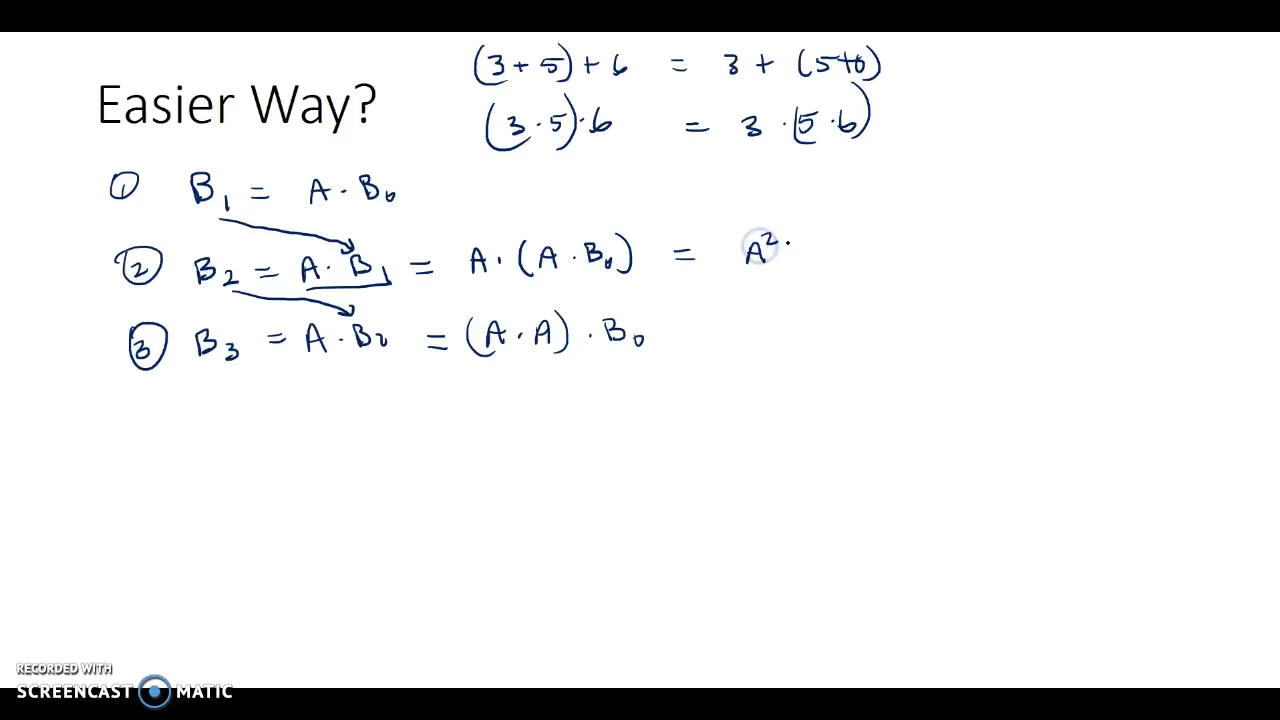 (3 + 5) + 6 = 3 + (5+6)
Easier Way?
(3 · 5) · 6 = 3 · (5 · 6)
① B₁ = A · B₀
② B₂ = A · B₁ = A · (A · B₀) = A² ·
③ B₃ = A · B₂ = (A · A) · B₀
RECORDED WITH
SCREENCAST MATIC